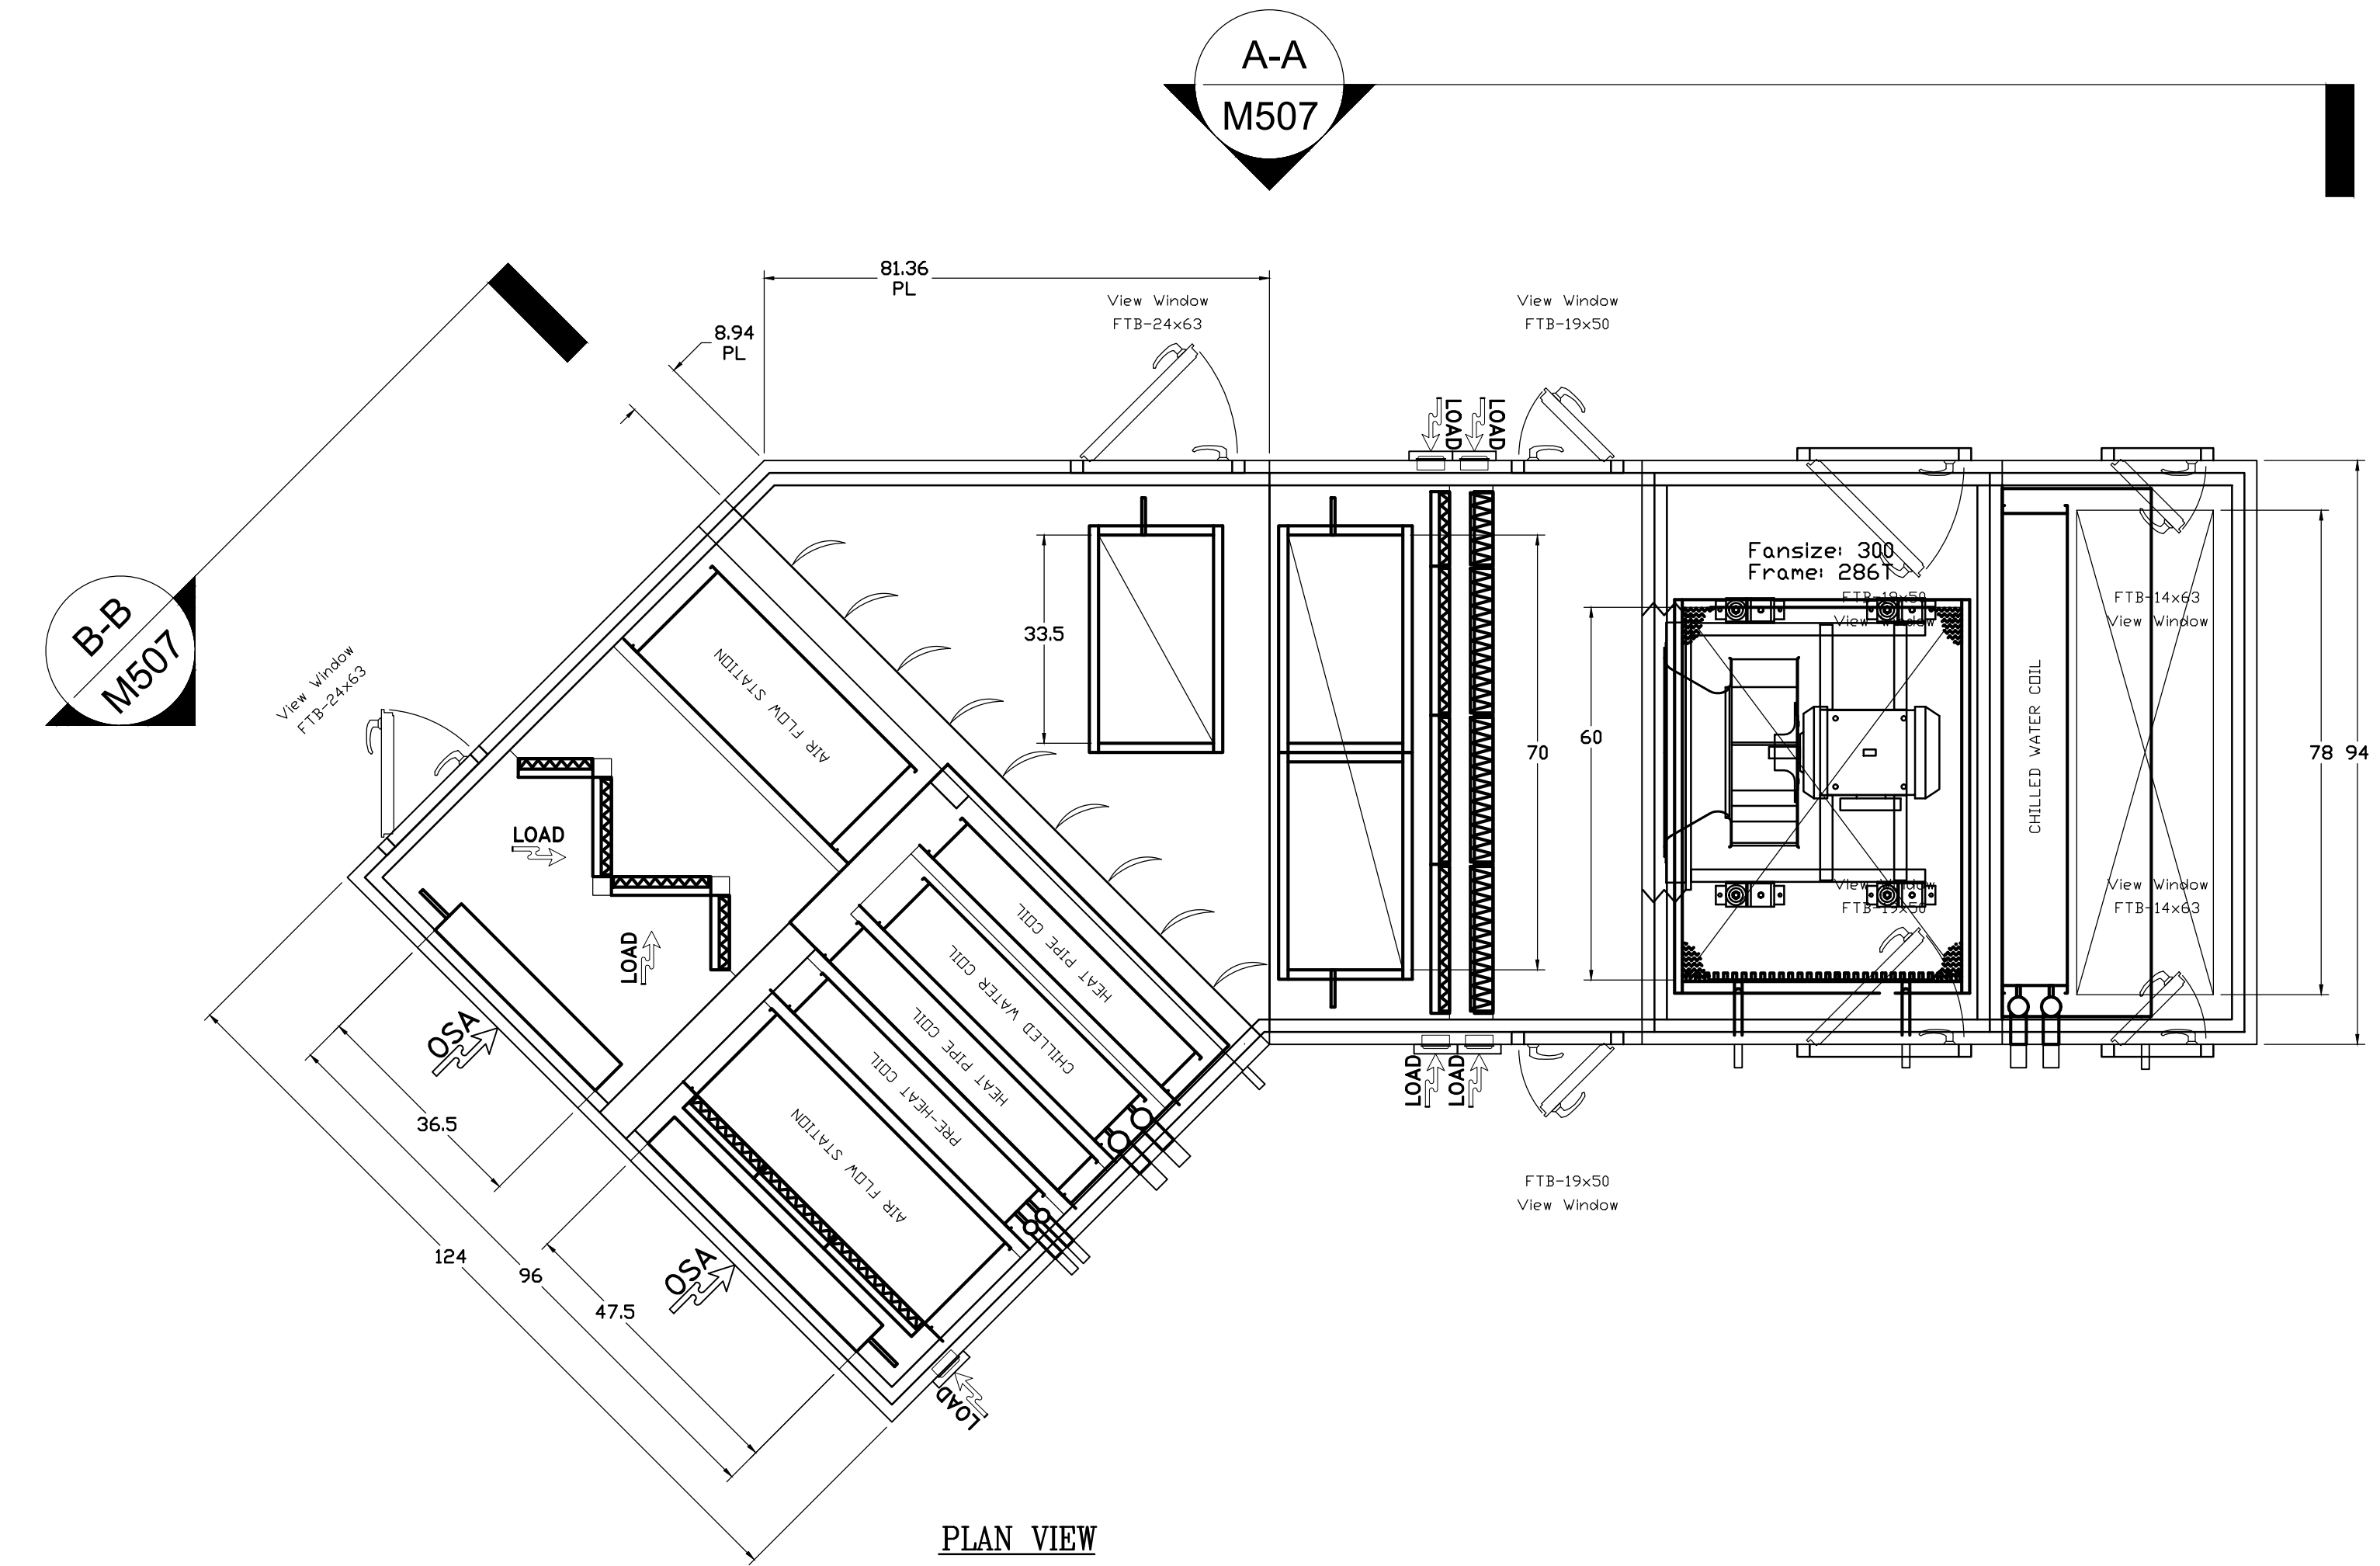 A-A
M507
81.36
PL
8.94
PL
View Window
FTB-24x63
View Window
FTB-19x50
LOAD
LOAD
B-B
M507
View Window
FTB-24x63
AIR FLOW STATION
33.5
70
60
Fansize: 300
Frame: 286T
FTB-19x50
View Window
FTB-14x63
View Window
CHILLED WATER COIL
78
94
LOAD
LOAD
HEAT PIPE COIL
CHILLED WATER COIL
HEAT PIPE COIL
PRE-HEAT COIL
AIR FLOW STATION
View Window
FTB-19x50
View Window
FTB-14x63
OSA
OSA
36.5
124
96
47.5
LOAD
LOAD
LOAD
FTB-19x50
View Window
PLAN VIEW